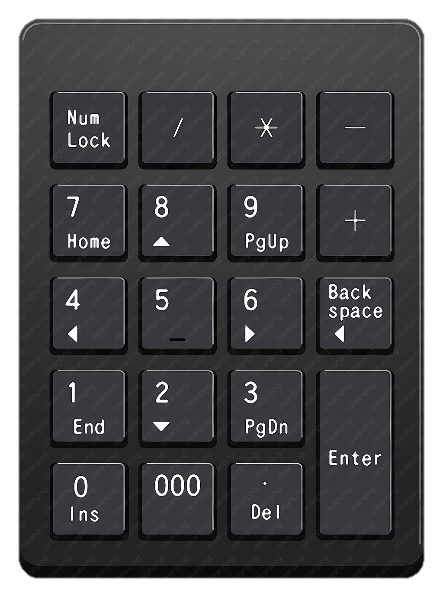 Num
Lock
/
*
-
7
Home
8
9
PgUp
+
4
5
6
Back
space
1
End
2
3
PgDn
Enter
0
Ins
000
.
Del